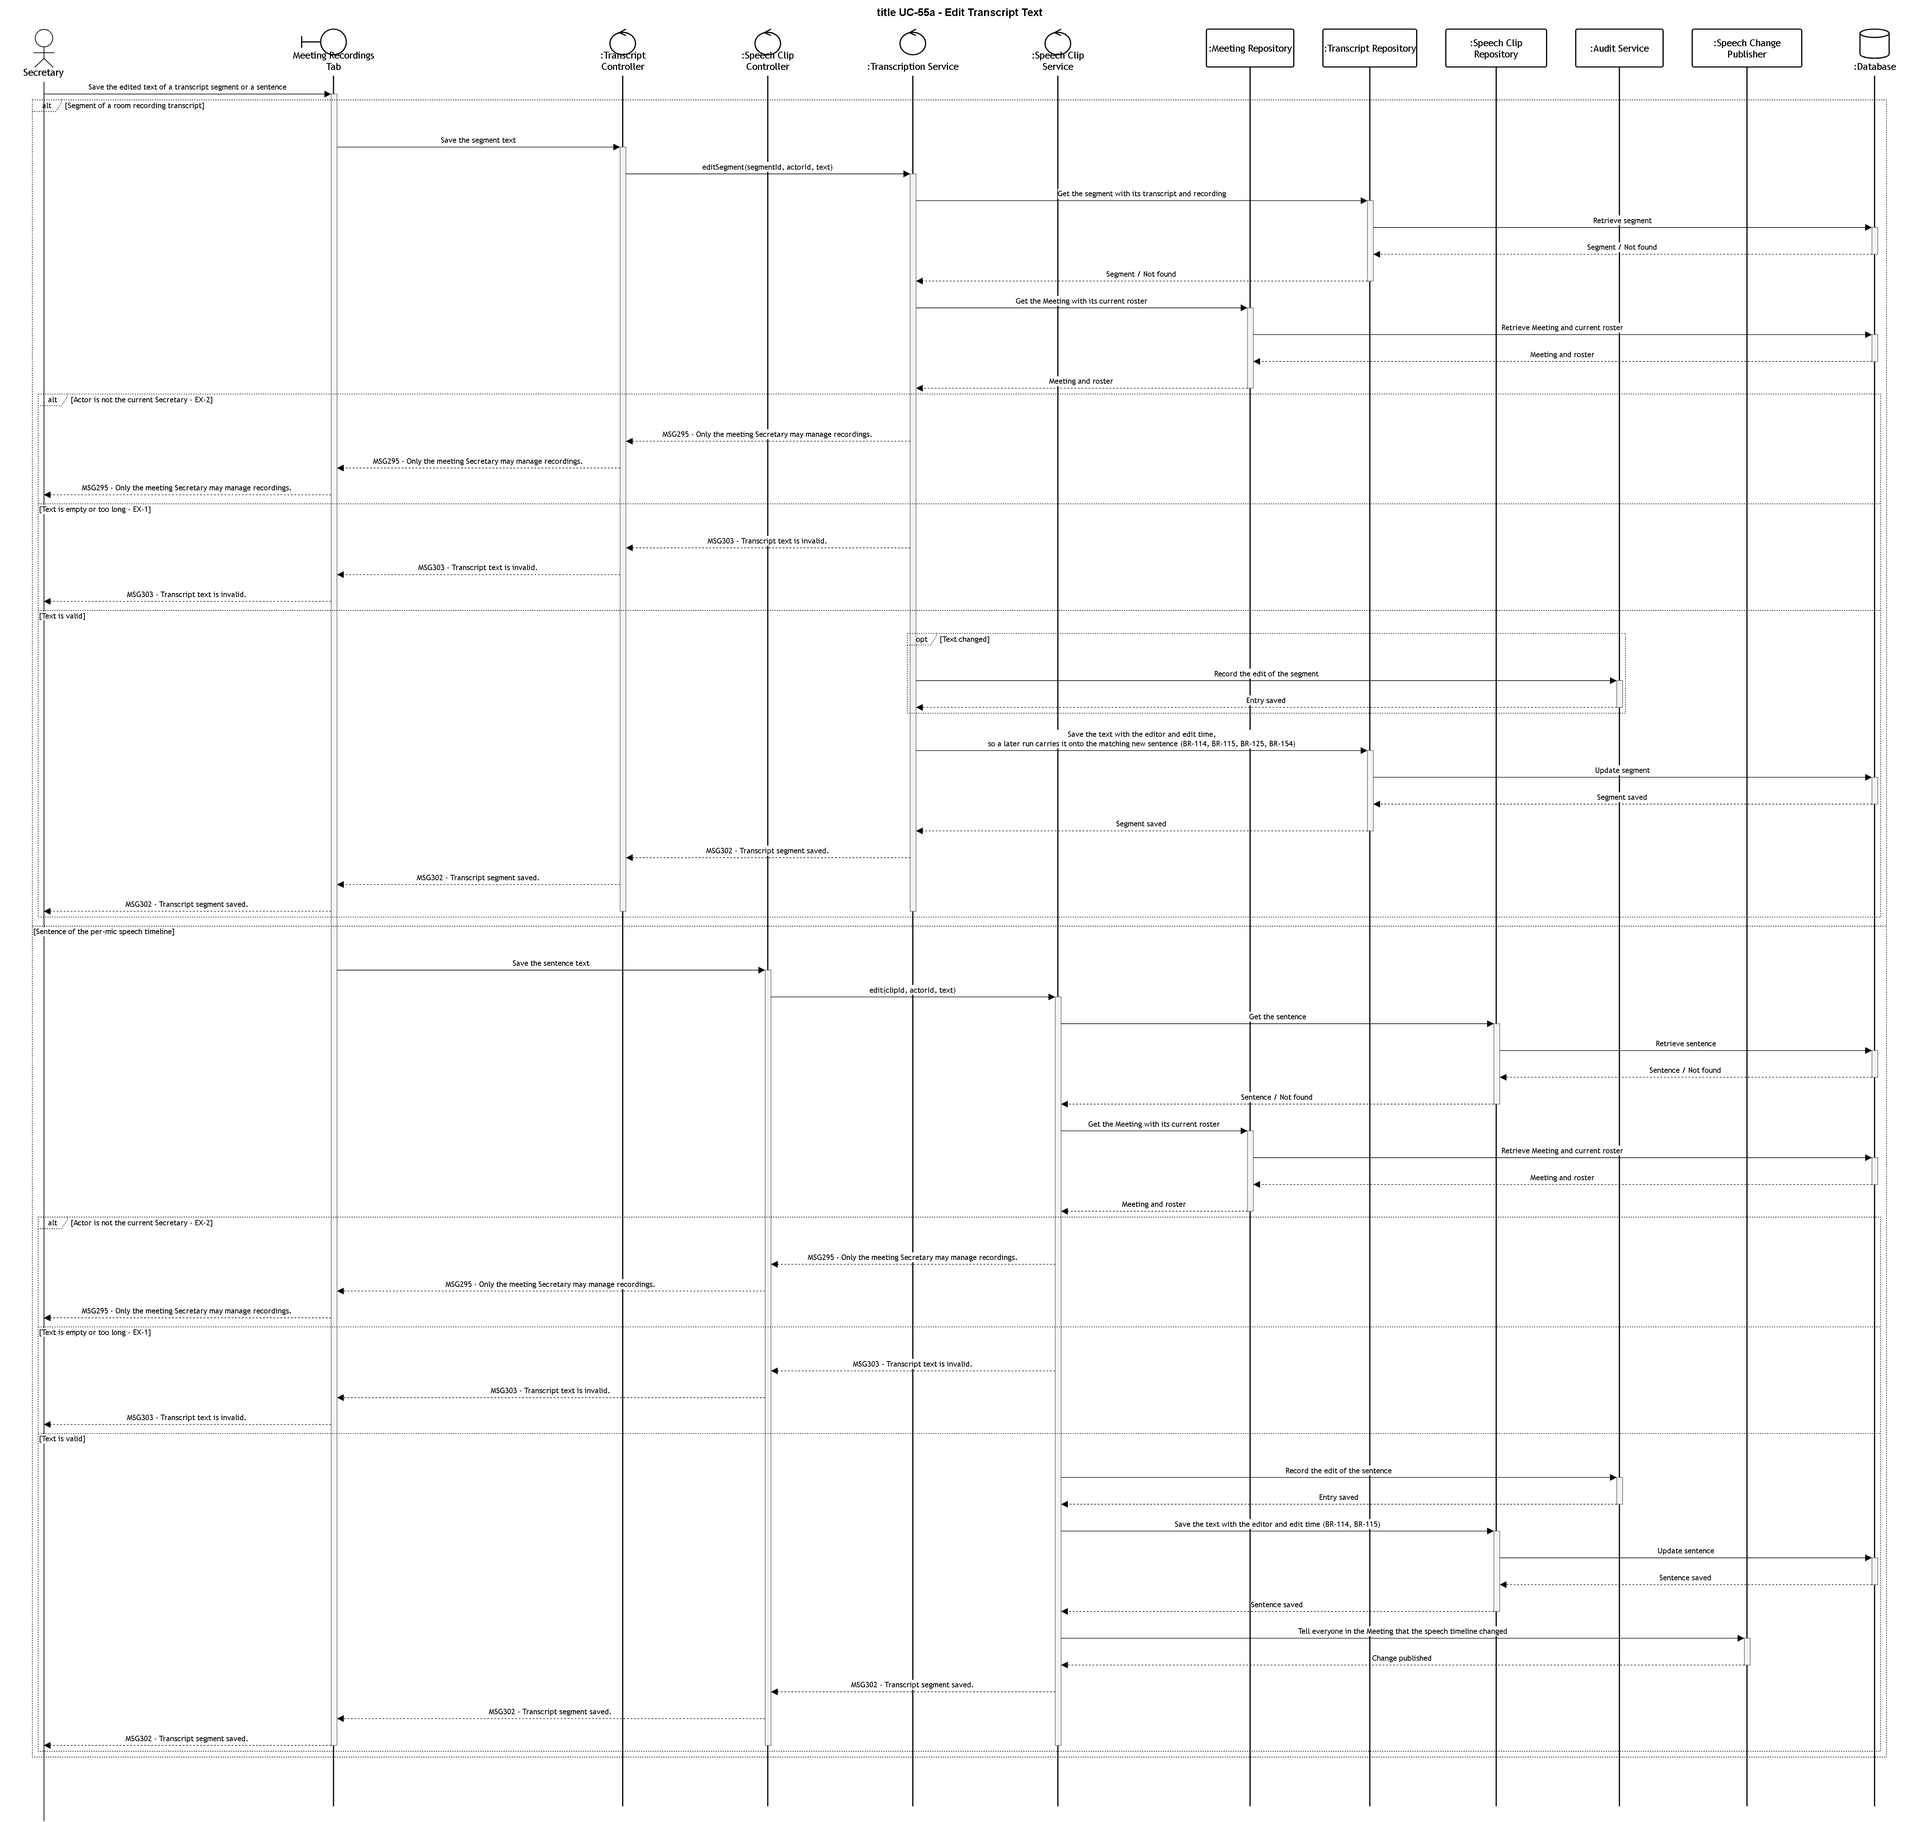 title UC-55a - Edit Transcript Text
Secretary
Meeting Recordings
Tab
:Transcript
Controller
:Speech Clip
Controller
:Transcription Service
:Speech Clip
Service
:Meeting Repository
:Transcript Repository
:Speech Clip
Repository
:Audit Service
:Speech Change
Publisher
:Database
Save the edited text of a transcript segment or a sentence
alt [Segment of a room recording transcript]
Save the segment text
editSegment(segmentId, actorId, text)
Get the segment with its transcript and recording
Retrieve segment
Segment / Not found
Segment / Not found
Get the Meeting with its current roster
Retrieve Meeting and current roster
Meeting and roster
Meeting and roster
alt [Actor is not the current Secretary - EX-2]
MSG295 - Only the meeting Secretary may manage recordings.
MSG295 - Only the meeting Secretary may manage recordings.
MSG295 - Only the meeting Secretary may manage recordings.
[Text is empty or too long - EX-1]
MSG303 - Transcript text is invalid.
MSG303 - Transcript text is invalid.
MSG303 - Transcript text is invalid.
[Text is valid]
opt [Text changed]
Record the edit of the segment
Entry saved
Save the text with the editor and edit time,
so a later run carries it onto the matching new sentence (BR-114, BR-115, BR-125, BR-154)
Update segment
Segment saved
Segment saved
MSG302 - Transcript segment saved.
MSG302 - Transcript segment saved.
MSG302 - Transcript segment saved.
[Sentence of the per-mic speech timeline]
Save the sentence text
edit(clipId, actorId, text)
Get the sentence
Retrieve sentence
Sentence / Not found
Sentence / Not found
Get the Meeting with its current roster
Retrieve Meeting and current roster
Meeting and roster
Meeting and roster
alt [Actor is not the current Secretary - EX-2]
MSG295 - Only the meeting Secretary may manage recordings.
MSG295 - Only the meeting Secretary may manage recordings.
MSG295 - Only the meeting Secretary may manage recordings.
[Text is empty or too long - EX-1]
MSG303 - Transcript text is invalid.
MSG303 - Transcript text is invalid.
MSG303 - Transcript text is invalid.
[Text is valid]
Record the edit of the sentence
Entry saved
Save the text with the editor and edit time (BR-114, BR-115)
Update sentence
Sentence saved
Sentence saved
Tell everyone in the Meeting that the speech timeline changed
Change published
MSG302 - Transcript segment saved.
MSG302 - Transcript segment saved.
MSG302 - Transcript segment saved.